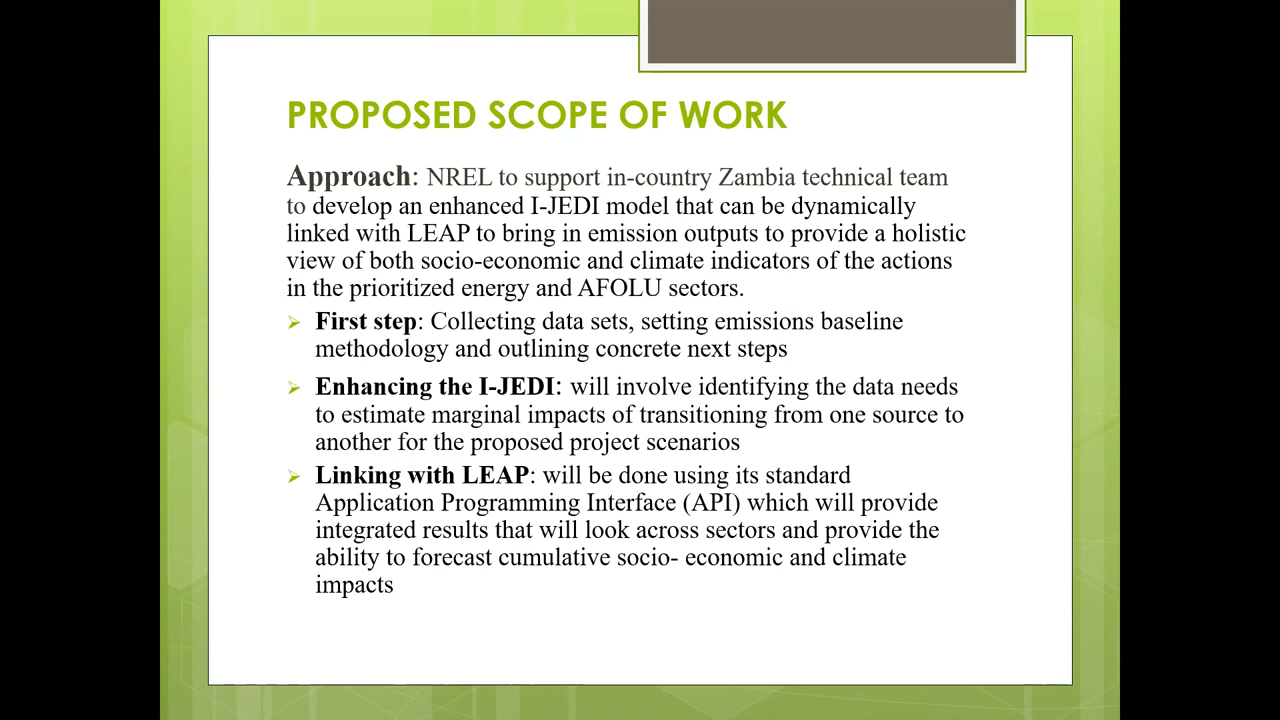 PROPOSED SCOPE OF WORK
Approach: NREL to support in-country Zambia technical team
to develop an enhanced I-JEDI model that can be dynamically
linked with LEAP to bring in emission outputs to provide a holistic
view of both socio-economic and climate indicators of the actions
in the prioritized energy and AFOLU sectors.
➢ First step: Collecting data sets, setting emissions baseline
methodology and outlining concrete next steps
➢ Enhancing the I-JEDI: will involve identifying the data needs
to estimate marginal impacts of transitioning from one source to
another for the proposed project scenarios
➢ Linking with LEAP: will be done using its standard
Application Programming Interface (API) which will provide
integrated results that will look across sectors and provide the
ability to forecast cumulative socio- economic and climate
impacts